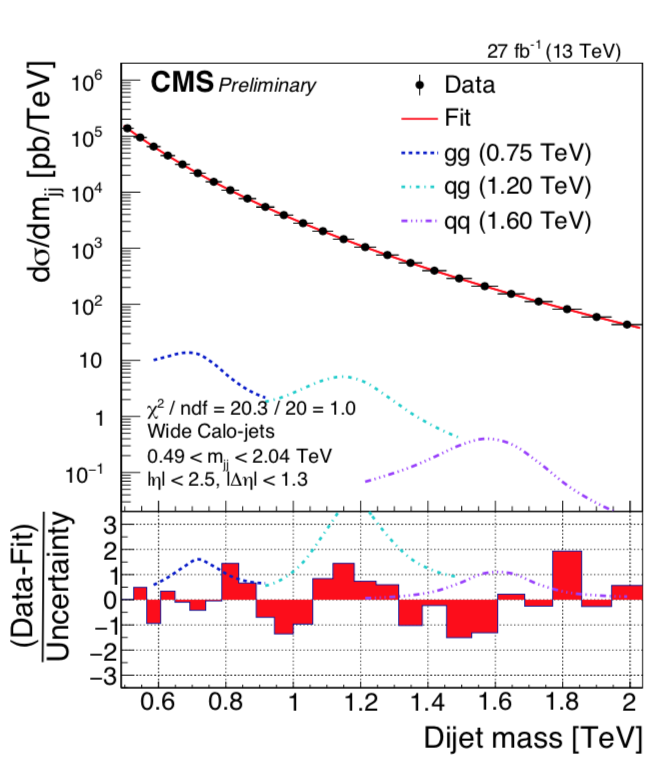 27 fb⁻¹ (13 TeV)
CMS Preliminary
Data
Fit
gg (0.75 TeV)
qg (1.20 TeV)
qq (1.60 TeV)
dσ/dm_jj [pb/TeV]
10⁶
10⁵
10⁴
10³
10²
10
1
10⁻¹
χ² / ndf = 20.3 / 20 = 1.0
Wide Calo-jets
0.49 < m_jj < 2.04 TeV
|η| < 2.5, |Δη| < 1.3
(Data-Fit)
Uncertainty
3
2
1
0
−1
−2
−3
0.6 0.8 1 1.2 1.4 1.6 1.8 2
Dijet mass [TeV]